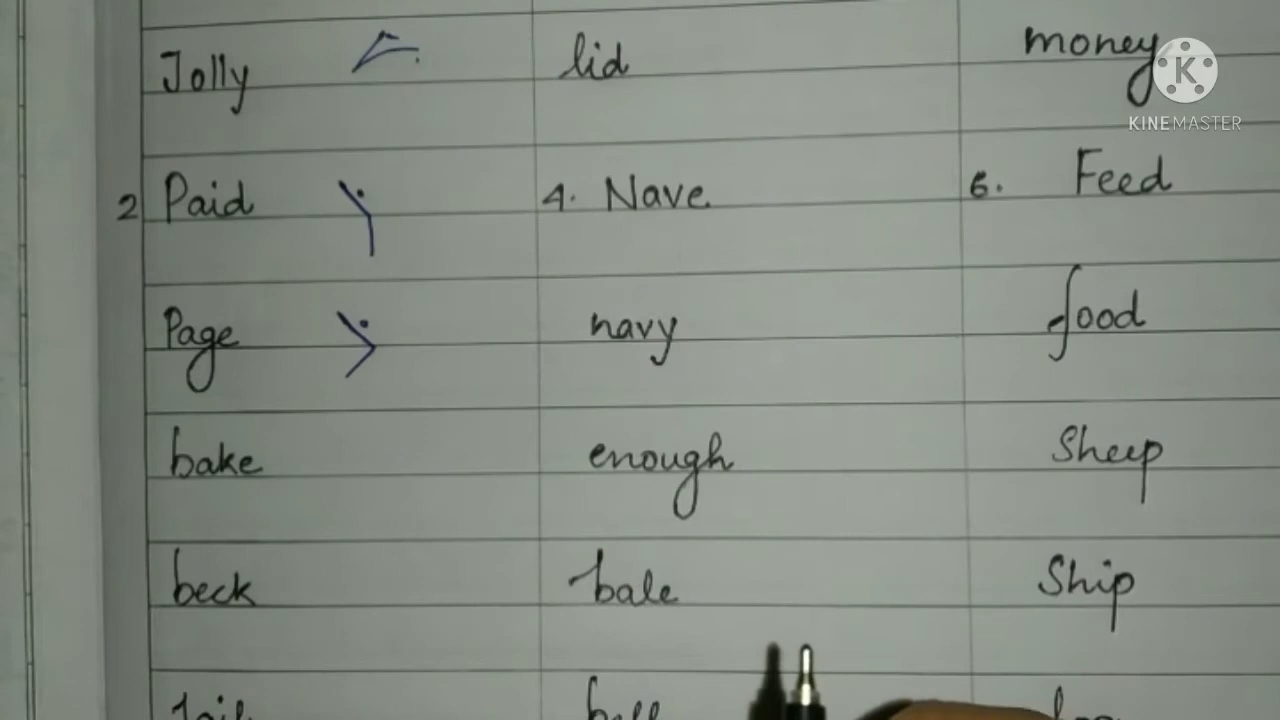 Jolly lid money
KINEMASTER
2 Paid 4. Nave 6. Feed
Page navy food
bake enough Sheep
beck bale Ship